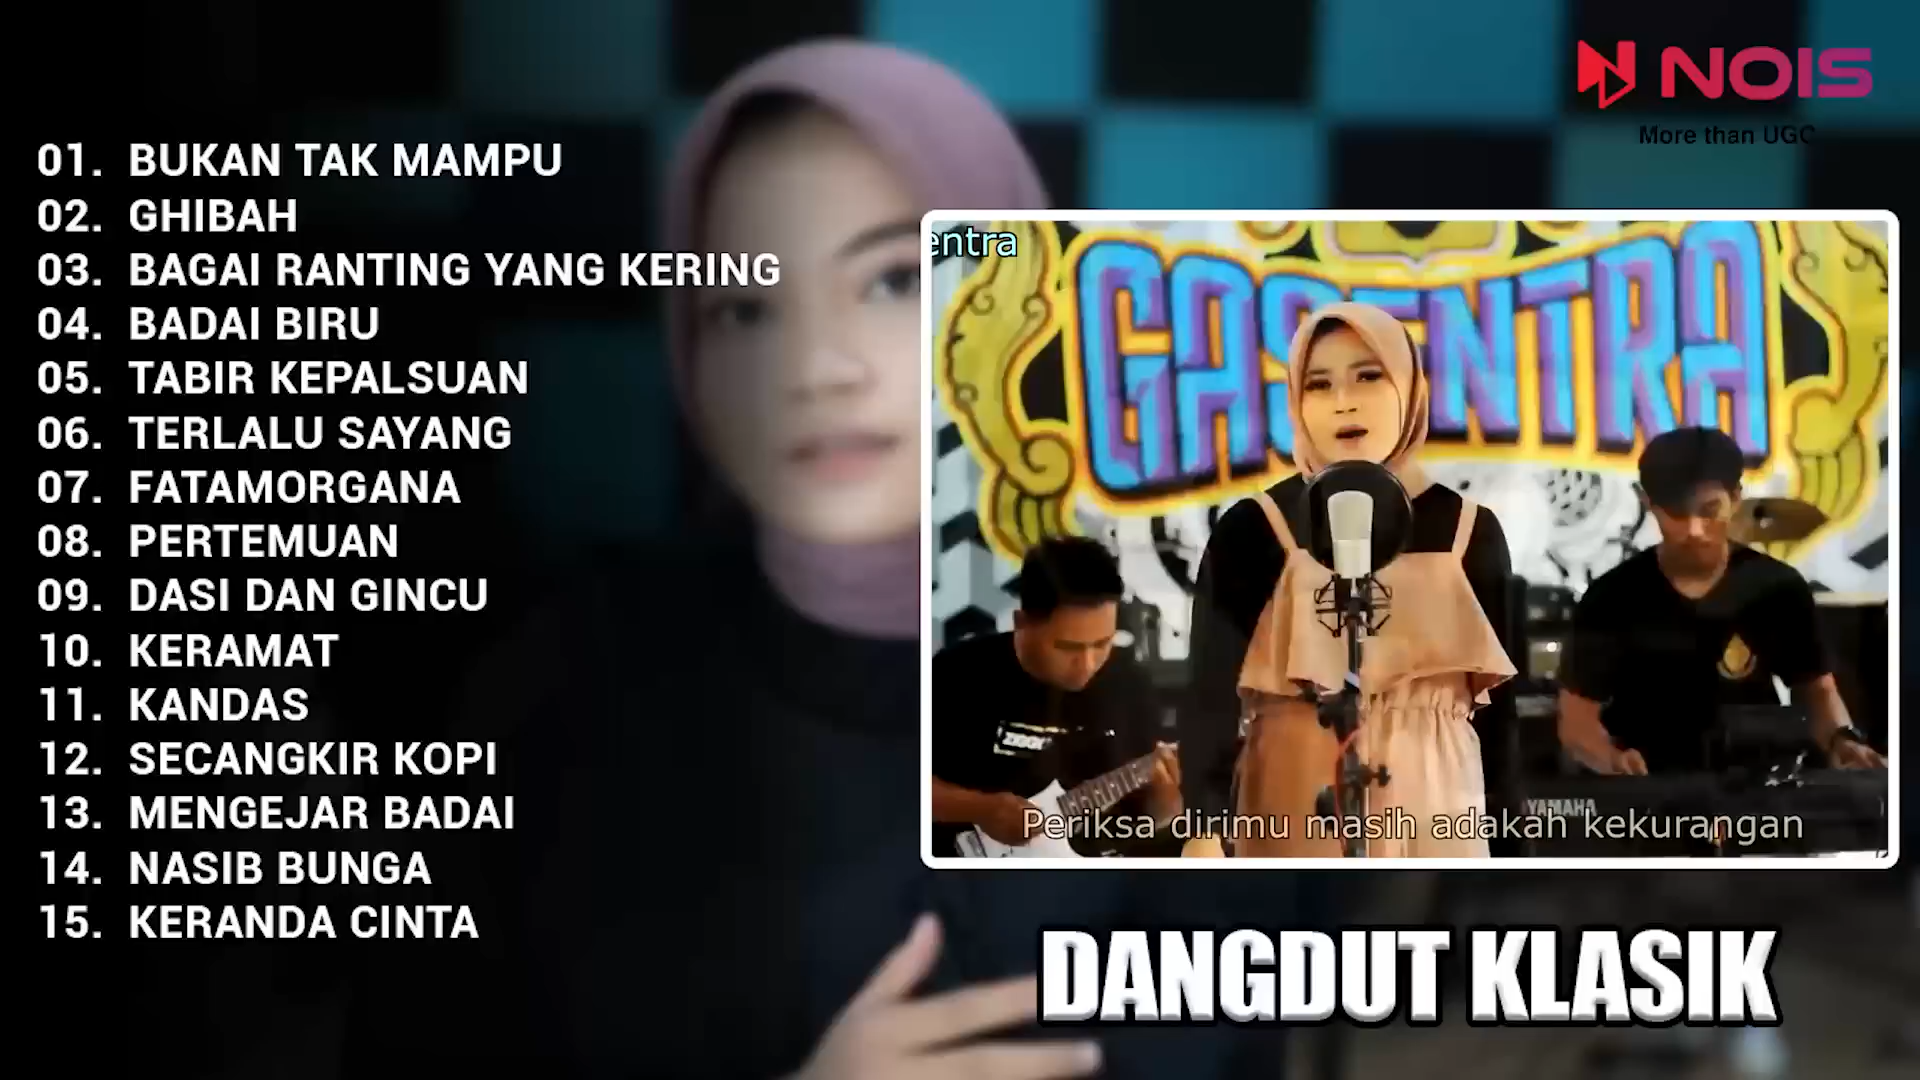 NOIS
More than UGC
01. BUKAN TAK MAMPU
02. GHIBAH
03. BAGAI RANTING YANG KERING
04. BADAI BIRU
05. TABIR KEPALSUAN
06. TERLALU SAYANG
07. FATAMORGANA
08. PERTEMUAN
09. DASI DAN GINCU
10. KERAMAT
11. KANDAS
12. SECANGKIR KOPI
13. MENGEJAR BADAI
14. NASIB BUNGA
15. KERANDA CINTA
entra
GASENTRA
YAMAHA
Periksa dirimu masih adakah kekurangan
DANGDUT KLASIK